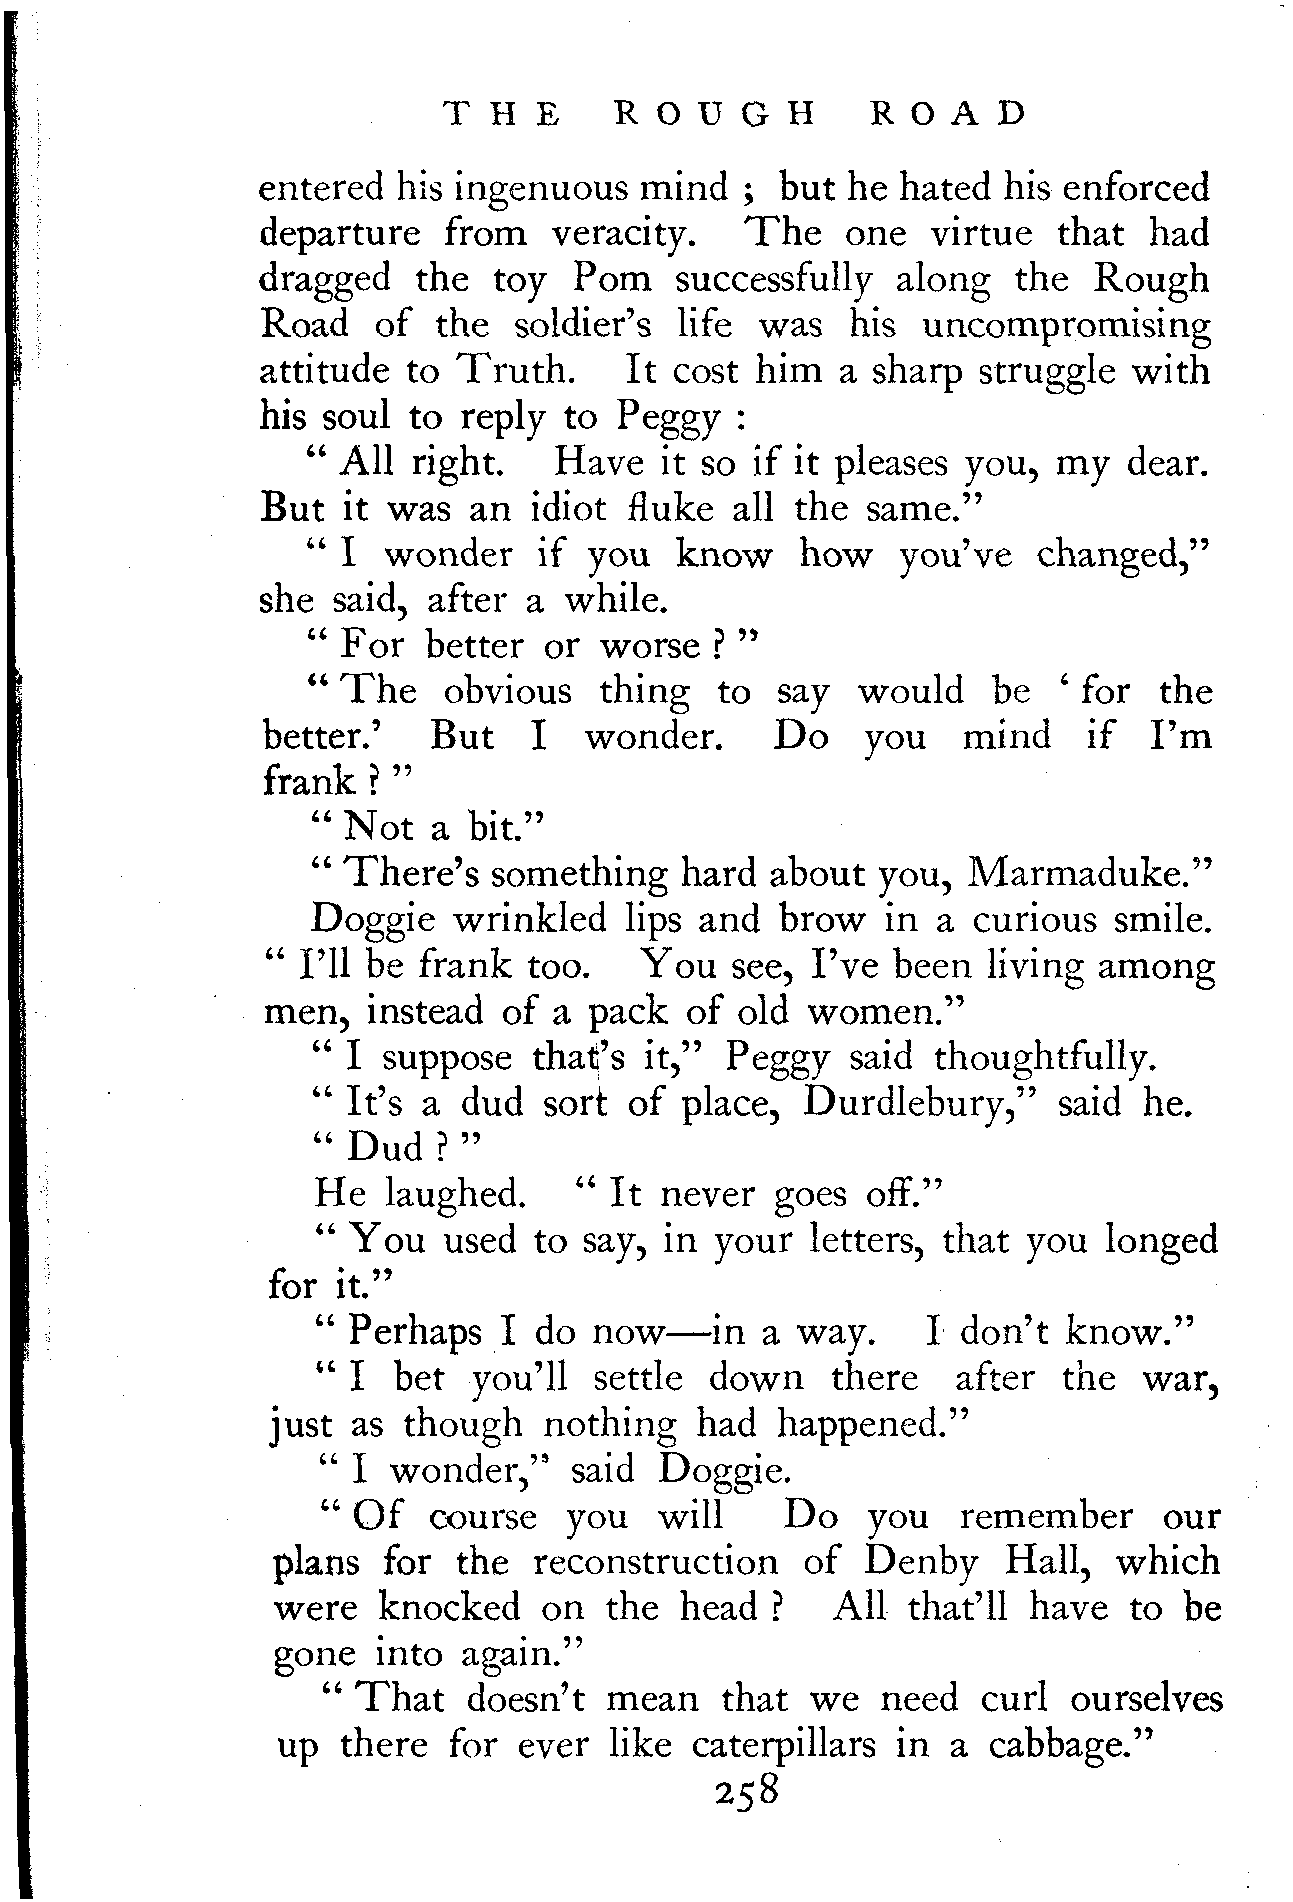 THE ROUGH ROAD
entered his ingenuous mind ; but he hated his enforced
departure from veracity. The one virtue that had
dragged the toy Pom successfully along the Rough
Road of the soldier's life was his uncompromising
attitude to Truth. It cost him a sharp struggle with
his soul to reply to Peggy :
“ All right. Have it so if it pleases you, my dear.
But it was an idiot fluke all the same.”
“ I wonder if you know how you've changed,”
she said, after a while.
“ For better or worse ? ”
“ The obvious thing to say would be ‘ for the
better.’ But I wonder. Do you mind if I'm
frank ? ”
“ Not a bit.”
“ There's something hard about you, Marmaduke.”
Doggie wrinkled lips and brow in a curious smile.
“ I'll be frank too. You see, I've been living among
men, instead of a pack of old women.”
“ I suppose that's it,” Peggy said thoughtfully.
“ It's a dud sort of place, Durdlebury,” said he.
“ Dud ? ”
He laughed. “ It never goes off.”
“ You used to say, in your letters, that you longed
for it.”
“ Perhaps I do now—in a way. I don't know.”
“ I bet you'll settle down there after the war,
just as though nothing had happened.”
“ I wonder,” said Doggie.
“ Of course you will Do you remember our
plans for the reconstruction of Denby Hall, which
were knocked on the head ? All that'll have to be
gone into again.”
“ That doesn't mean that we need curl ourselves
up there for ever like caterpillars in a cabbage.”
258